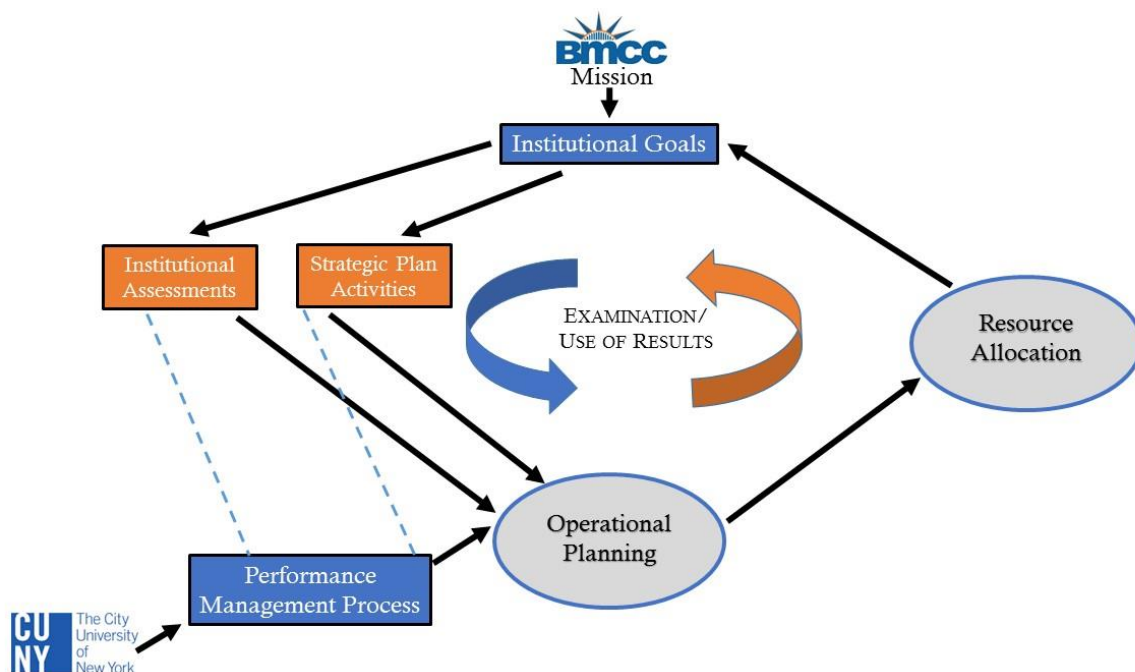 BMCC
Mission
Institutional Goals
Institutional
Assessments
Strategic Plan
Activities
EXAMINATION/
USE OF RESULTS
Resource
Allocation
Operational
Planning
Performance
Management Process
CU
NY
The City
University
of
New York